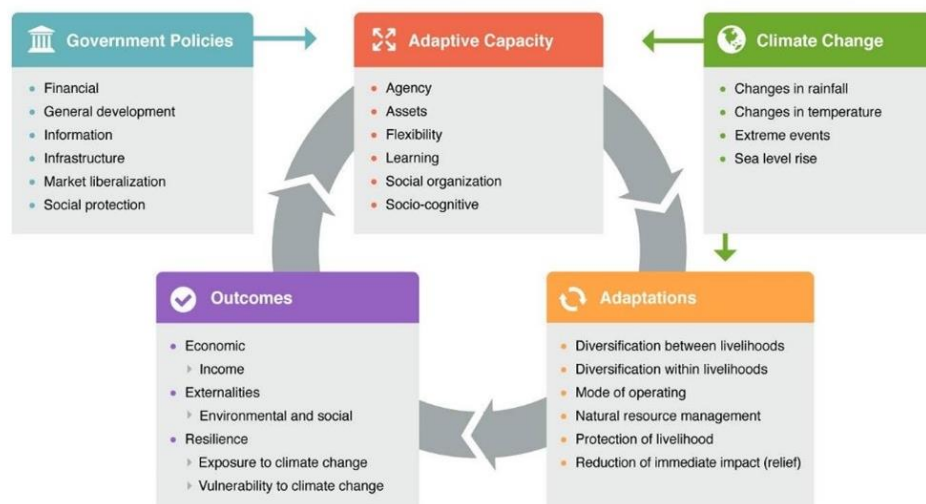 Government Policies
Financial
General development
Information
Infrastructure
Market liberalization
Social protection
Adaptive Capacity
Agency
Assets
Flexibility
Learning
Social organization
Socio-cognitive
Climate Change
Changes in rainfall
Changes in temperature
Extreme events
Sea level rise
Outcomes
Economic
Income
Externalities
Environmental and social
Resilience
Exposure to climate change
Vulnerability to climate change
Adaptations
Diversification between livelihoods
Diversification within livelihoods
Mode of operating
Natural resource management
Protection of livelihood
Reduction of immediate impact (relief)